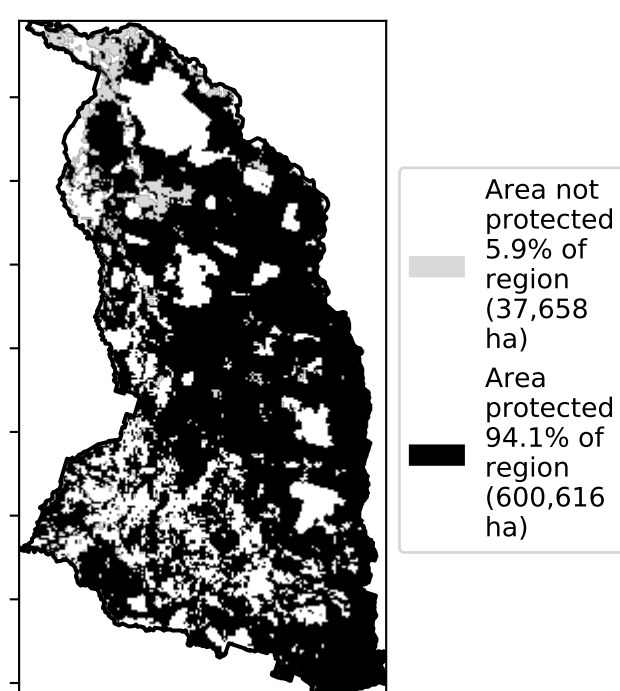 Area not
protected
5.9% of
region
(37,658
ha)
Area
protected
94.1% of
region
(600,616
ha)